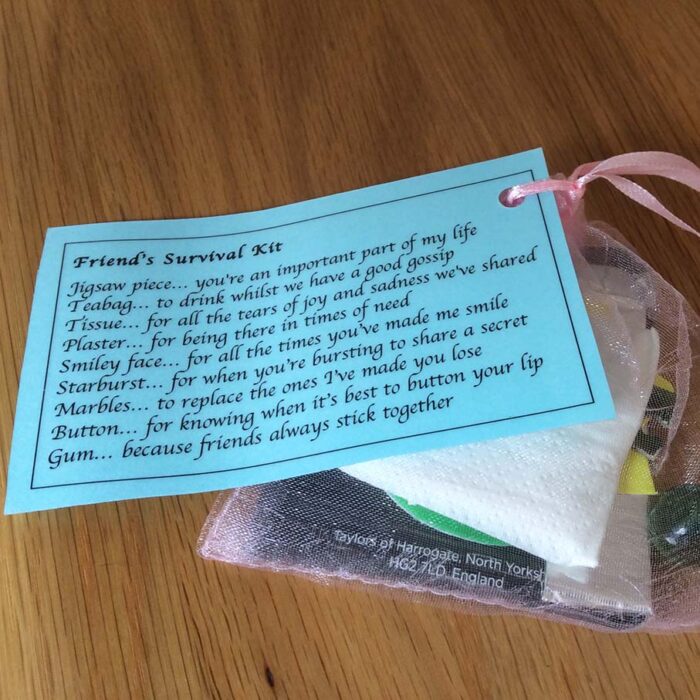 Friend's Survival Kit
Jigsaw piece... you're an important part of my life
Teabag... to drink whilst we have a good gossip
Tissue... for all the tears of joy and sadness we've shared
Plaster... for being there in times of need
Smiley face... for all the times you've made me smile
Starburst... for when you're bursting to share a secret
Marbles... to replace the ones I've made you lose
Button... for knowing when it's best to button your lip
Gum... because friends always stick together
Taylors of Harrogate, North Yorksh
HG2 7LD, England